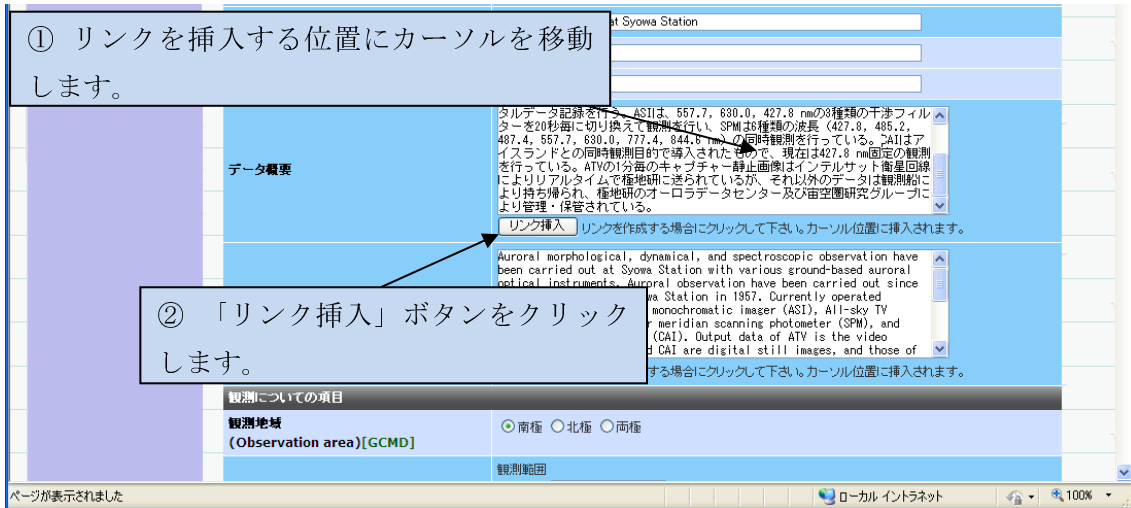 at Syowa Station
① リンクを挿入する位置にカーソルを移動
します。
タルデータ記録を行う。ASIは、557.7, 630.0, 427.8 nmの3種類の干渉フィル
ターを20秒毎に切り換えて観測を行い、SPMは6種類の波長 (427.8, 485.2,
487.4, 557.7, 630.0, 777.4, 844.6 nm) の同時観測を行っている。CAIはア
イスランドとの同時観測目的で導入されたもので、現在は427.8 nm固定の観測
を行っている。ATVの1分毎のキャプチャー静止画像はインテルサット衛星回線
によりリアルタイムで極地研に送られているが、それ以外のデータは観測船に
より持ち帰られ、極地研のオーロラデータセンター及び宙空圏研究グループに
より管理・保管されている。
データ概要
リンク挿入 リンクを作成する場合にクリックして下さい。カーソル位置に挿入されます。
Auroral morphological, dynamical, and spectroscopic observation have
been carried out at Syowa Station with various ground-based auroral
optical instruments. Auroral observation have been carried out since
wa Station in 1957. Currently operated
monochromatic imager (ASI), All-sky TV
r meridian scanning photometer (SPM), and
(CAI). Output data of ATV is the video
d CAI are digital still images, and those of
② 「リンク挿入」ボタンをクリック
します。
する場合にクリックして下さい。カーソル位置に挿入されます。
観測についての項目
観測地域
(Observation area)[GCMD]
南極 北極 両極
観測範囲
ページが表示されました
ローカル イントラネット
100%